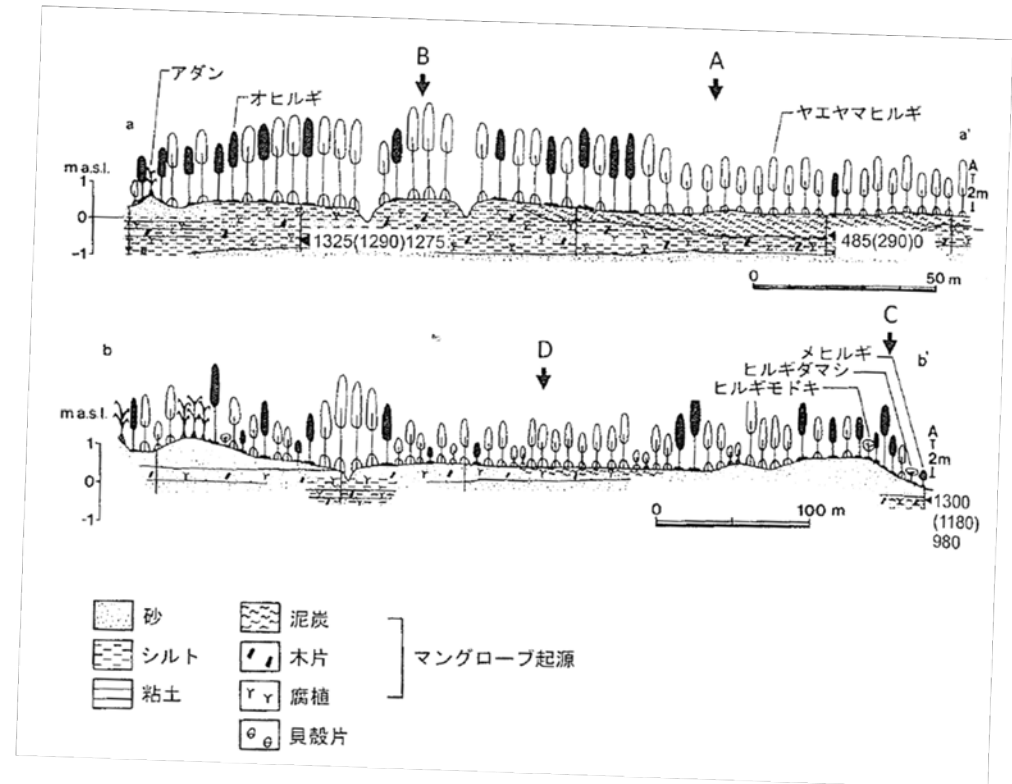 B
A
アダン
オヒルギ
ヤエヤマヒルギ
a
a'
m a.s.l.
1
0
-1
2m
1325(1290)1275
485(290)0
0
50 m
C
b
D
メヒルギ
b'
ヒルギダマシ
ヒルギモドキ
m a.s.l.
1
0
-1
2m
0
100 m
1300
(1180)
980
砂
泥炭
シルト
木片
マングローブ起源
粘土
腐植
貝殻片